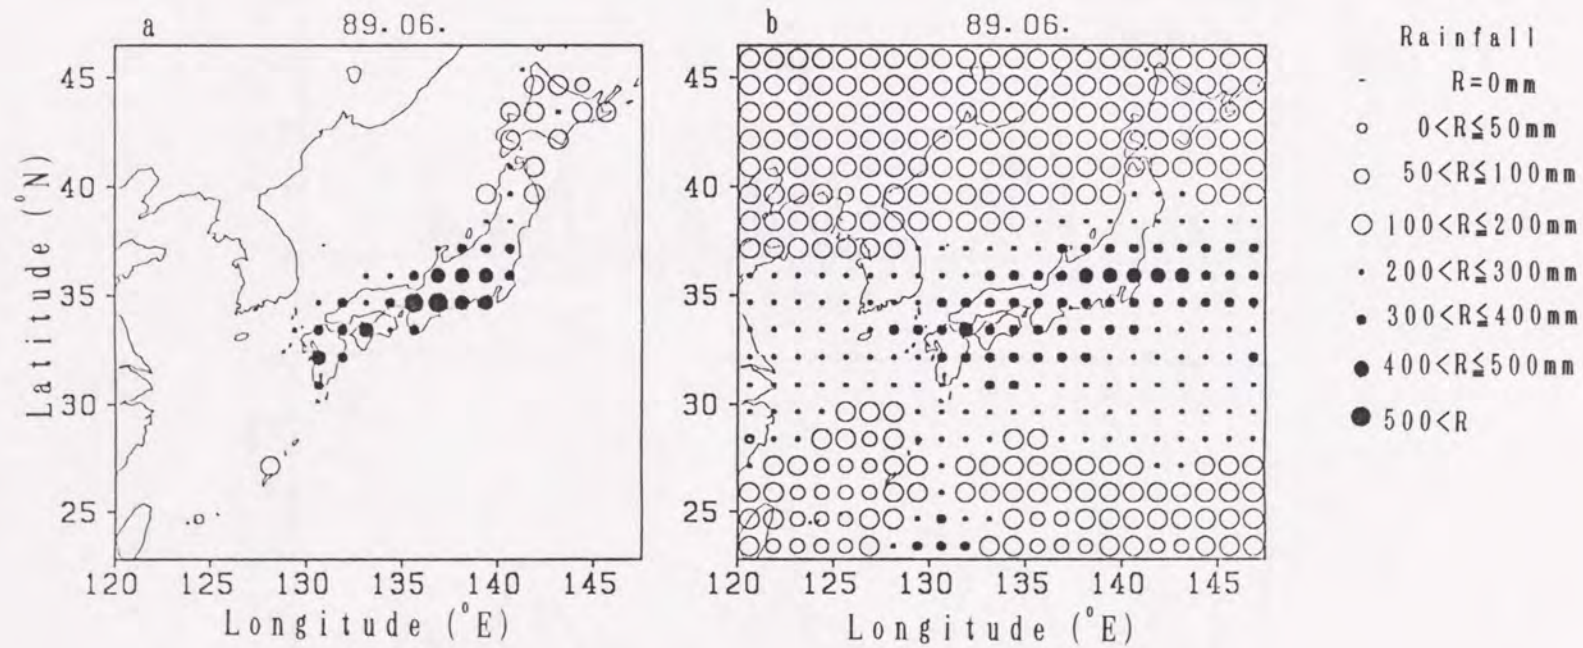 a 89.06.
45
40
35
30
25
120 125 130 135 140 145
Latitude (°N)
Longitude (°E)
b 89.06.
45
40
35
30
25
120 125 130 135 140 145
Longitude (°E)
Rainfall
- R=0mm
0<R≦50mm
50<R≦100mm
100<R≦200mm
200<R≦300mm
300<R≦400mm
400<R≦500mm
500<R